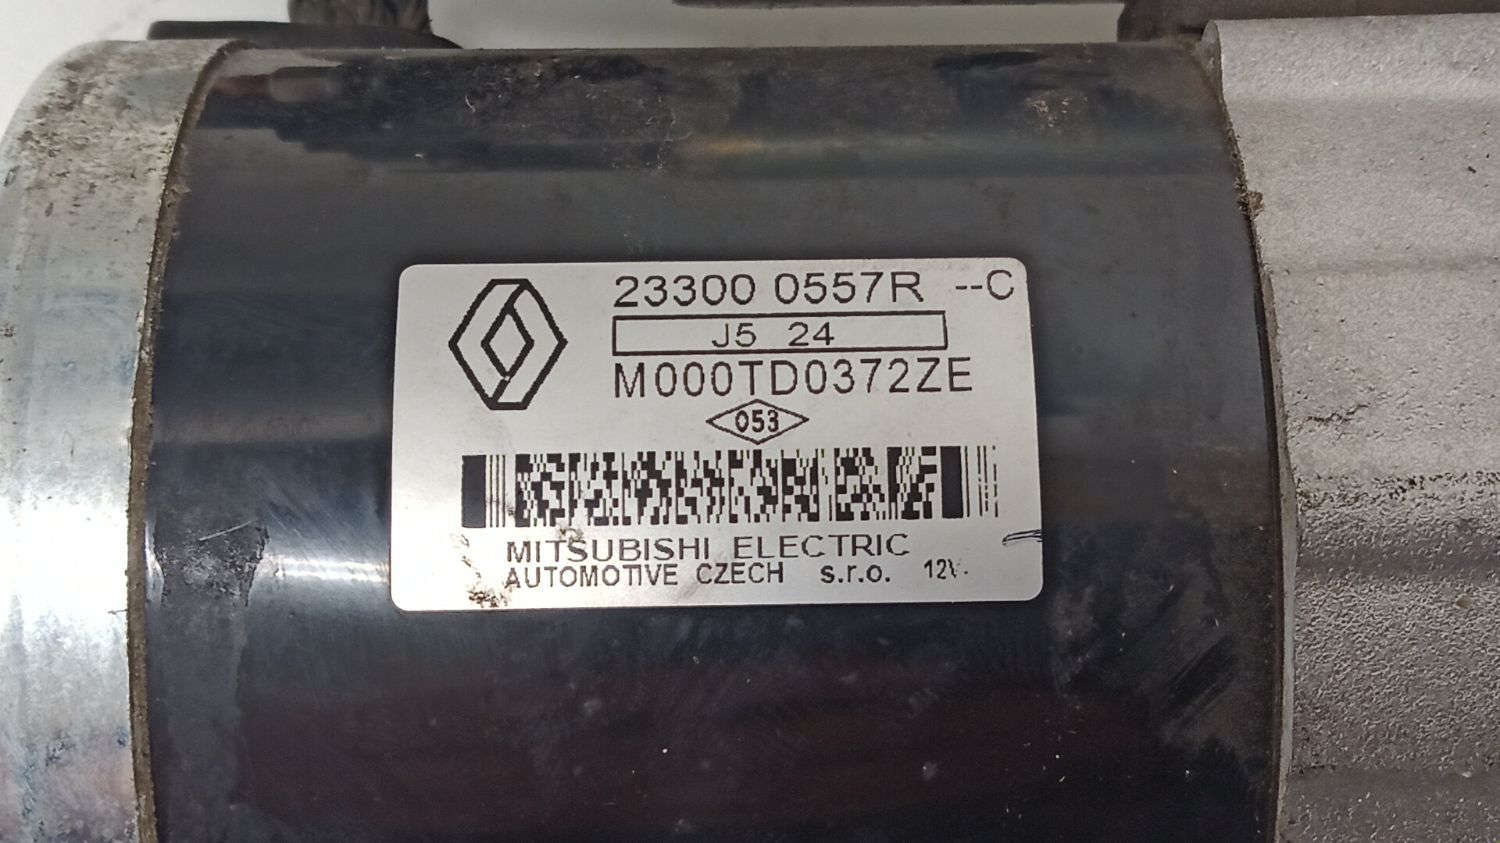 23300 0557R --C
J5 24
M000TD0372ZE
053
MITSUBISHI ELECTRIC
AUTOMOTIVE CZECH s.r.o. 12V